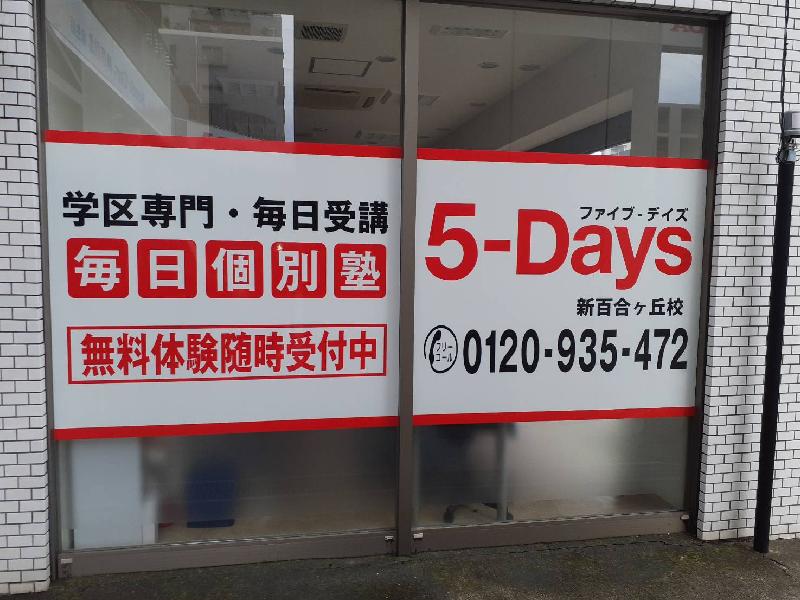 学区専門・毎日受講
毎日個別塾
無料体験随時受付中
ファイブ-デイズ
5-Days
新百合ヶ丘校
フリーコール
0120-935-472